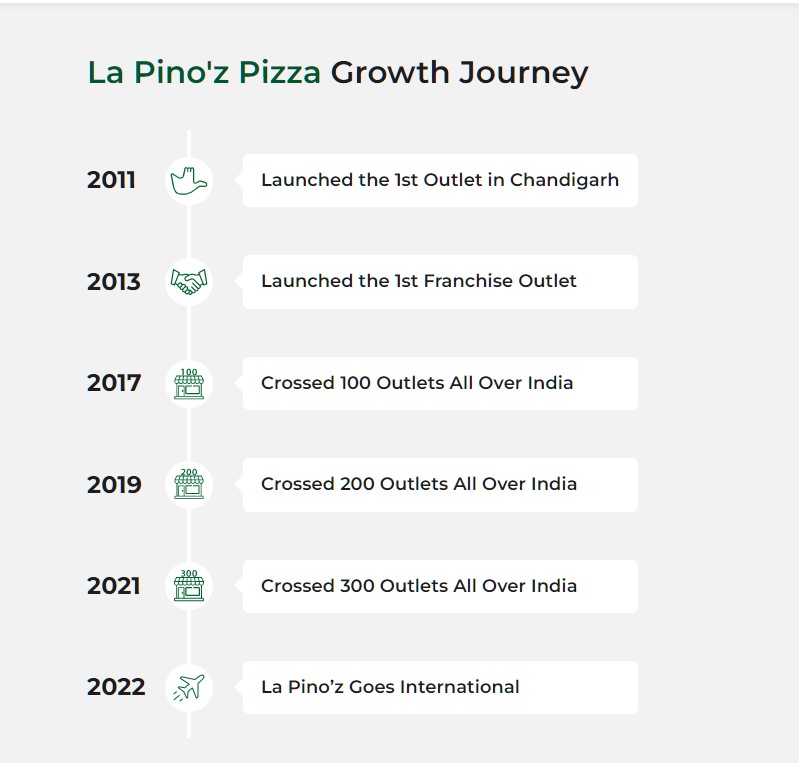 La Pino'z Pizza Growth Journey
2011
Launched the 1st Outlet in Chandigarh
2013
Launched the 1st Franchise Outlet
2017
100
Crossed 100 Outlets All Over India
2019
200
Crossed 200 Outlets All Over India
2021
300
Crossed 300 Outlets All Over India
2022
La Pino’z Goes International